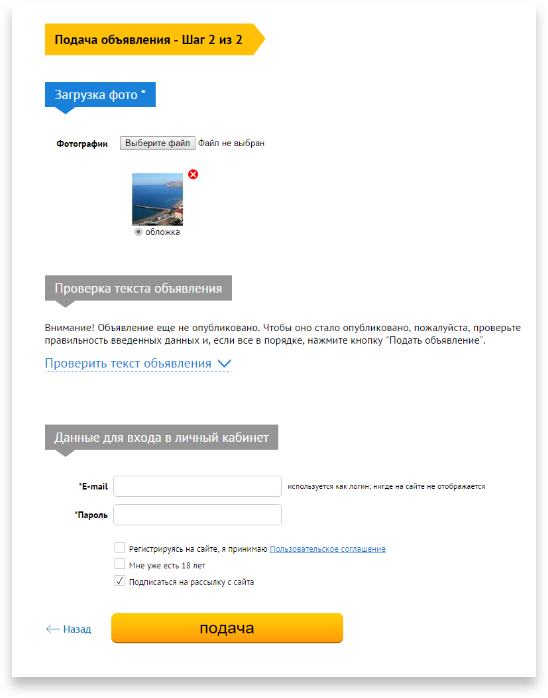 Подача объявления - Шаг 2 из 2
Загрузка фото *
Фотографии Выберите файл Файл не выбран
обложка
Проверка текста объявления
Внимание! Объявление еще не опубликовано. Чтобы оно стало опубликовано, пожалуйста, проверьте
правильность введенных данных и, если все в порядке, нажмите кнопку "Подать объявление".
Проверить текст объявления
Данные для входа в личный кабинет
*E-mail используется как логин, нигде на сайте не отображается
*Пароль
Регистрируясь на сайте, я принимаю Пользовательское соглашение
Мне уже есть 18 лет
Подписаться на рассылку с сайта
Назад подача